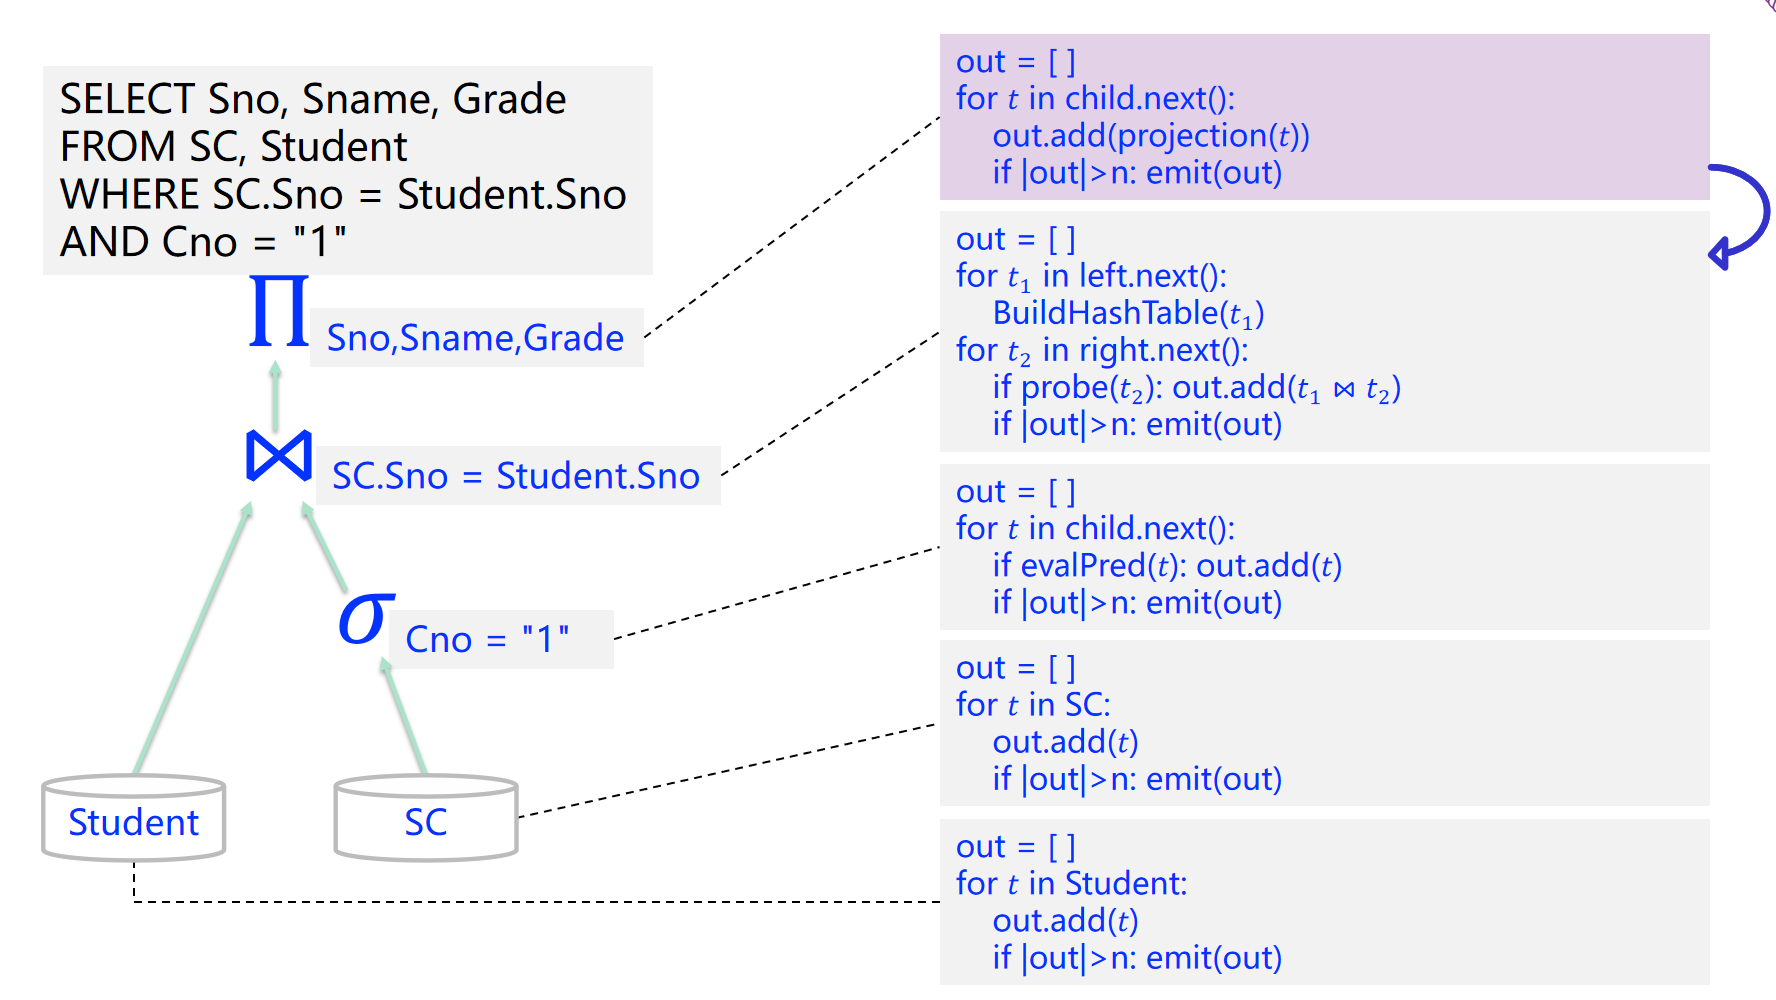 SELECT Sno, Sname, Grade
FROM SC, Student
WHERE SC.Sno = Student.Sno
AND Cno = "1"
∏
Sno,Sname,Grade
⋈
SC.Sno = Student.Sno
σ
Cno = "1"
Student
SC
out = [ ]
for t in child.next():
out.add(projection(t))
if |out|>n: emit(out)
out = [ ]
for t₁ in left.next():
BuildHashTable(t₁)
for t₂ in right.next():
if probe(t₂): out.add(t₁ ⋈ t₂)
if |out|>n: emit(out)
out = [ ]
for t in child.next():
if evalPred(t): out.add(t)
if |out|>n: emit(out)
out = [ ]
for t in SC:
out.add(t)
if |out|>n: emit(out)
out = [ ]
for t in Student:
out.add(t)
if |out|>n: emit(out)